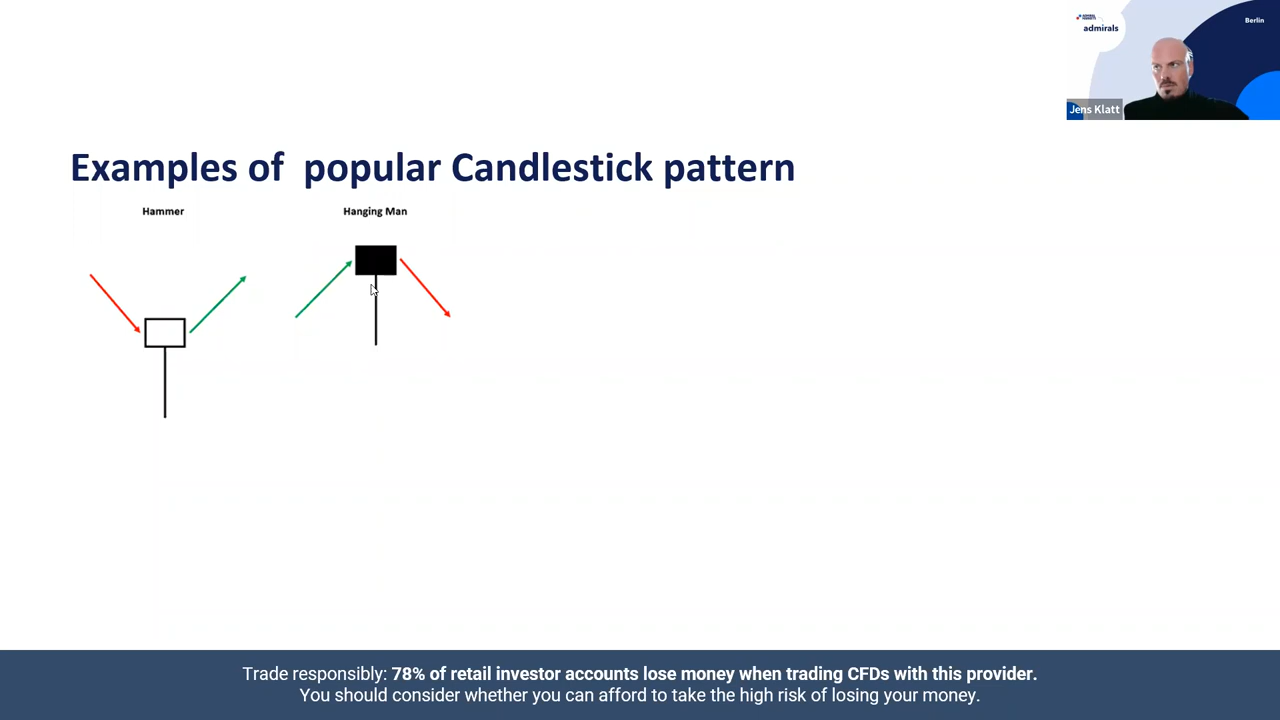 admirals
Berlin
Jens Klatt
Examples of  popular Candlestick pattern
Hammer
Hanging Man
Trade responsibly: 78% of retail investor accounts lose money when trading CFDs with this provider.
You should consider whether you can afford to take the high risk of losing your money.